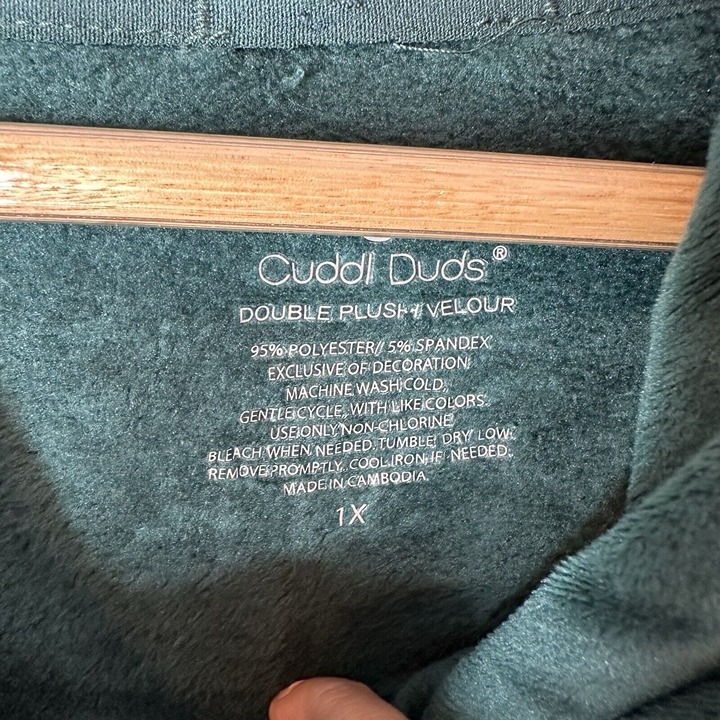 Cuddl Duds®
DOUBLE PLUSH VELOUR
95% POLYESTER/ 5% SPANDEX
EXCLUSIVE OF DECORATION
MACHINE WASH COLD,
GENTLE CYCLE, WITH LIKE COLORS.
USE ONLY NON-CHLORINE
BLEACH WHEN NEEDED. TUMBLE DRY LOW.
REMOVE PROMPTLY. COOL IRON IF NEEDED.
MADE IN CAMBODIA.
1X